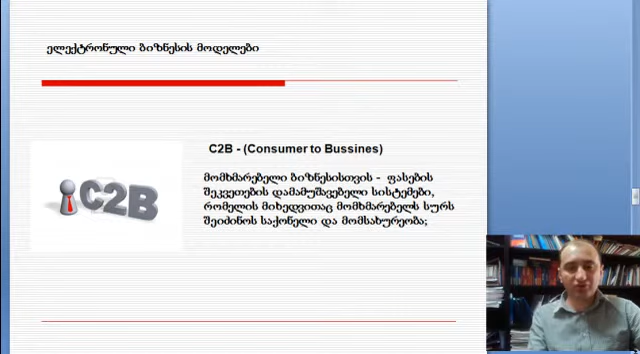 ელექტრონული ბიზნესის მოდელები
C2B - (Consumer to Bussines)
C2B
მომხმარებელი ბიზნესისთვის - ფასების
შეკვეთების დამამუშავებელი სისტემები,
რომელის მიხედვითაც მომხმარებელს სურს
შეიძინოს საქონელი და მომსახურეობა;